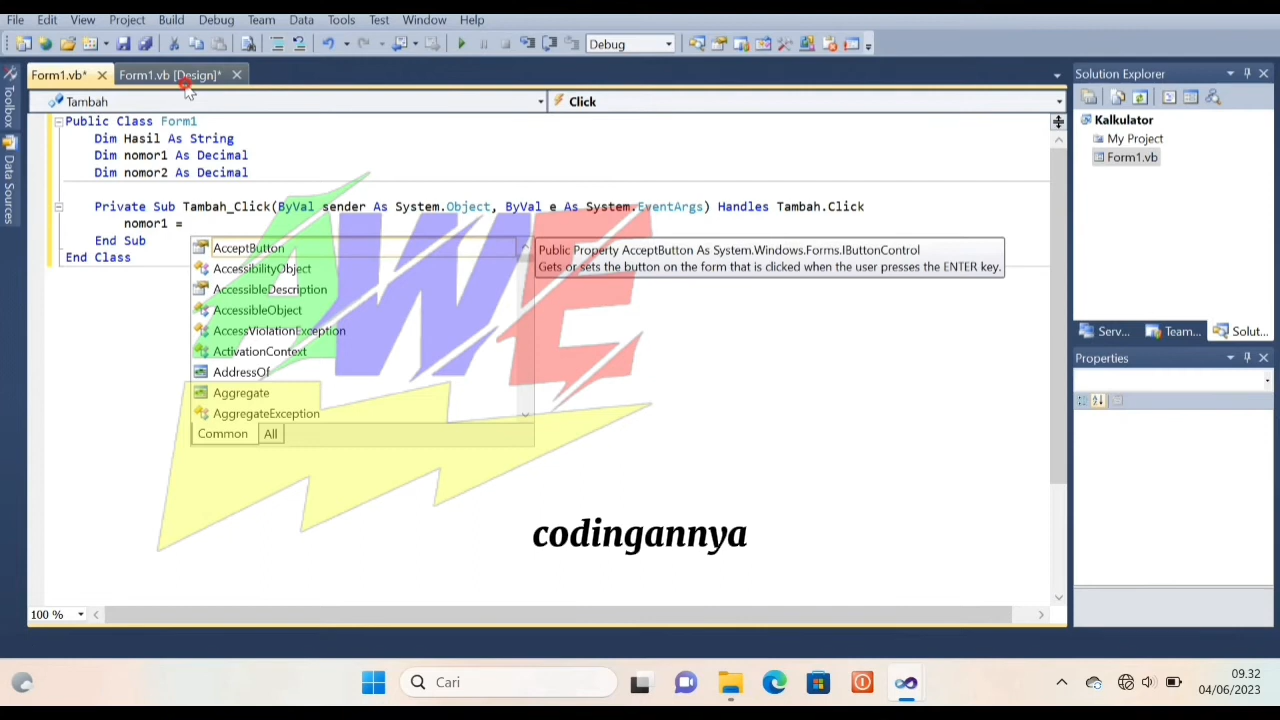 File Edit View Project Build Debug Team Data Tools Test Window Help
Debug
Form1.vb* Form1.vb [Design]*
Solution Explorer
Toolbox
Data Sources
Tambah
Click
Kalkulator
My Project
Form1.vb
Public Class Form1
Dim Hasil As String
Dim nomor1 As Decimal
Dim nomor2 As Decimal
Private Sub Tambah_Click(ByVal sender As System.Object, ByVal e As System.EventArgs) Handles Tambah.Click
nomor1 =
End Sub
End Class
AcceptButton
AccessibilityObject
AccessibleDescription
AccessibleObject
AccessViolationException
ActivationContext
AddressOf
Aggregate
AggregateException
Common All
Public Property AcceptButton As System.Windows.Forms.IButtonControl
Gets or sets the button on the form that is clicked when the user presses the ENTER key.
AWE
Serv... Team... Solut...
Properties
codingannya
100 %
Cari
09.32
04/06/2023